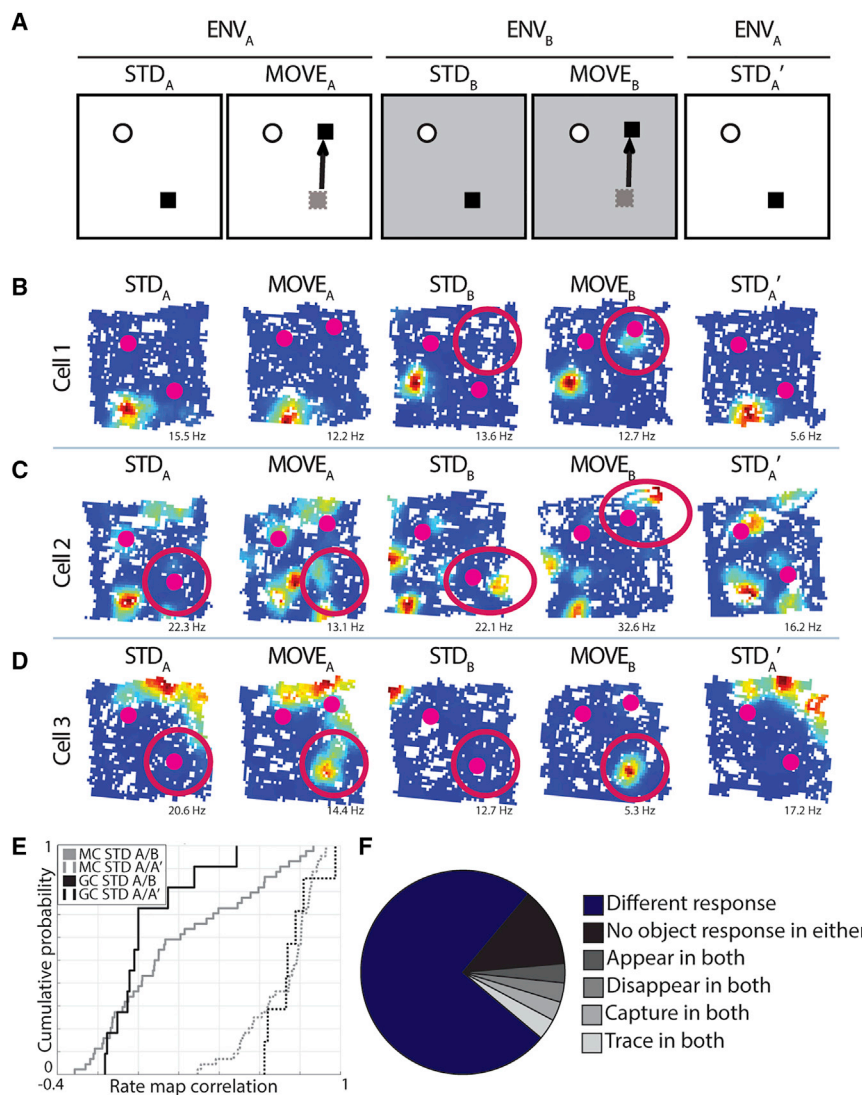 A
ENV_A ENV_B ENV_A
STD_A MOVE_A STD_B MOVE_B STD_A'
B
STD_A MOVE_A STD_B MOVE_B STD_A'
Cell 1
15.5 Hz 12.2 Hz 13.6 Hz 12.7 Hz 5.6 Hz
C
STD_A MOVE_A STD_B MOVE_B STD_A'
Cell 2
22.3 Hz 13.1 Hz 22.1 Hz 32.6 Hz 16.2 Hz
D
STD_A MOVE_A STD_B MOVE_B STD_A'
Cell 3
20.6 Hz 14.4 Hz 12.7 Hz 5.3 Hz 17.2 Hz
E
1
MC STD A/B
MC STD A/A'
GC STD A/B
GC STD A/A'
Cumulative probability
0
-0.4 Rate map correlation 1
F
Different response
No object response in either
Appear in both
Disappear in both
Capture in both
Trace in both